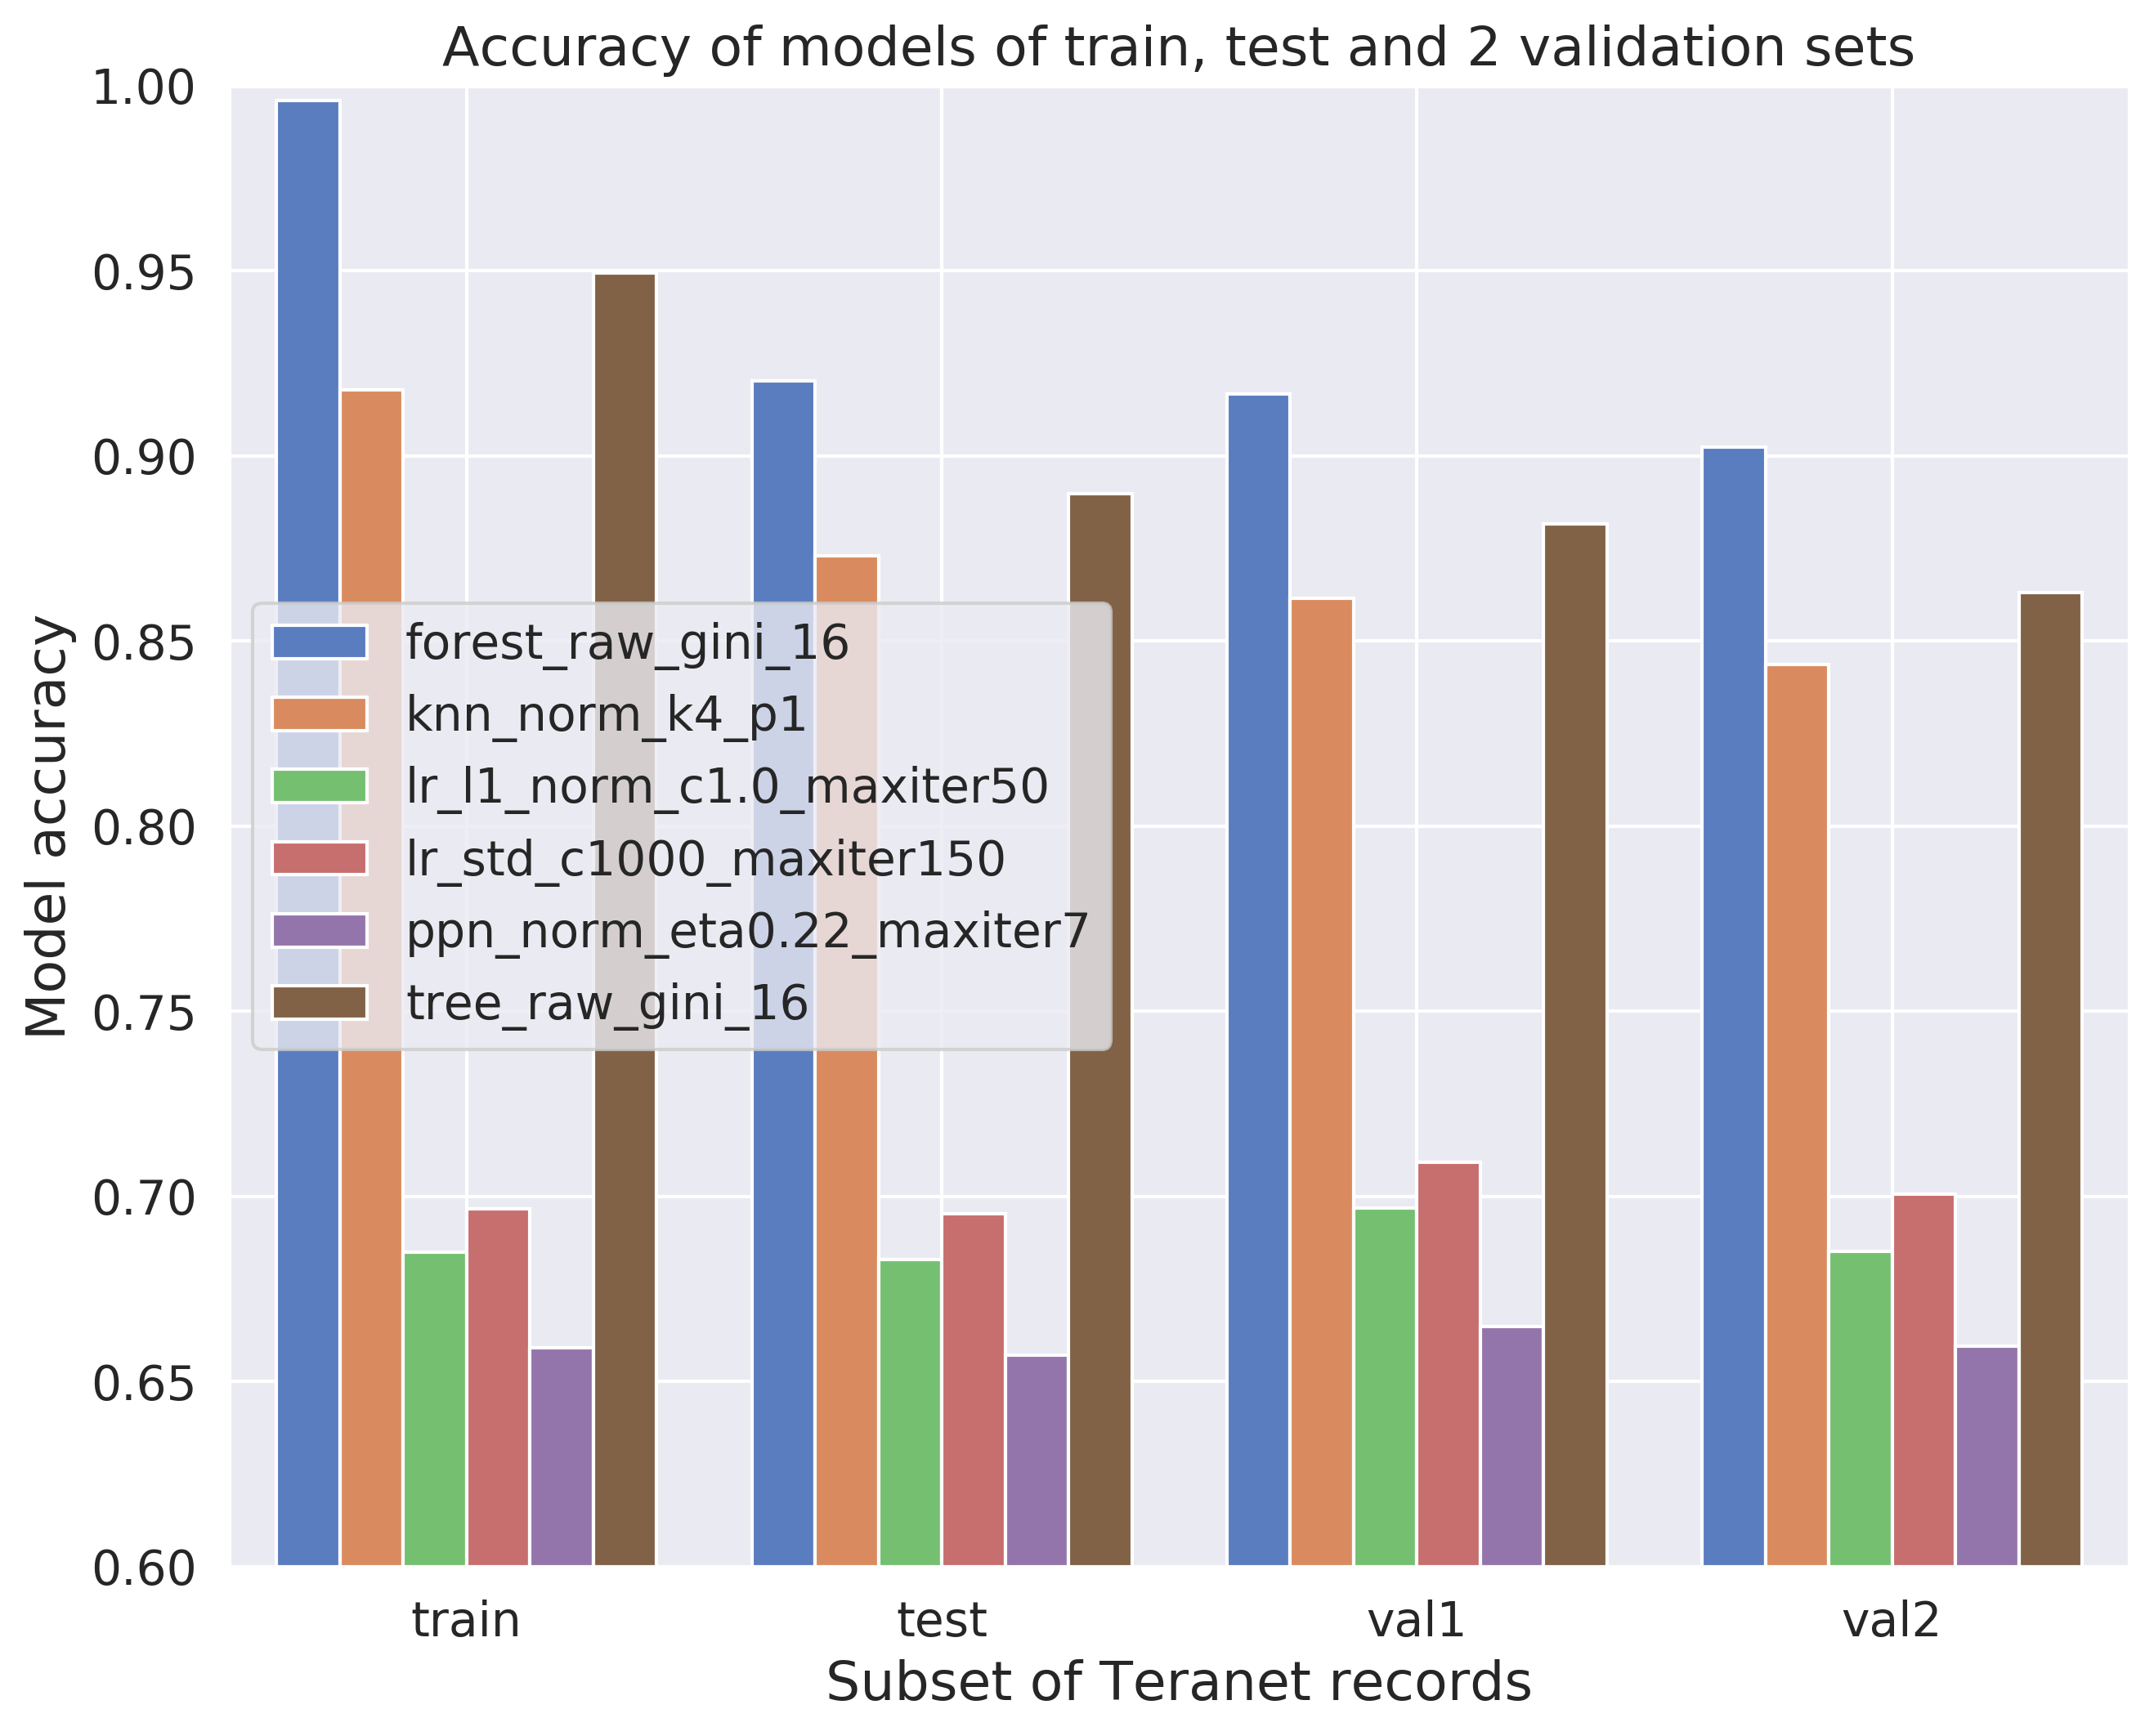 Accuracy of models of train, test and 2 validation sets
Model accuracy
1.00
0.95
0.90
0.85
0.80
0.75
0.70
0.65
0.60
forest_raw_gini_16
knn_norm_k4_p1
lr_l1_norm_c1.0_maxiter50
lr_std_c1000_maxiter150
ppn_norm_eta0.22_maxiter7
tree_raw_gini_16
train test val1 val2
Subset of Teranet records